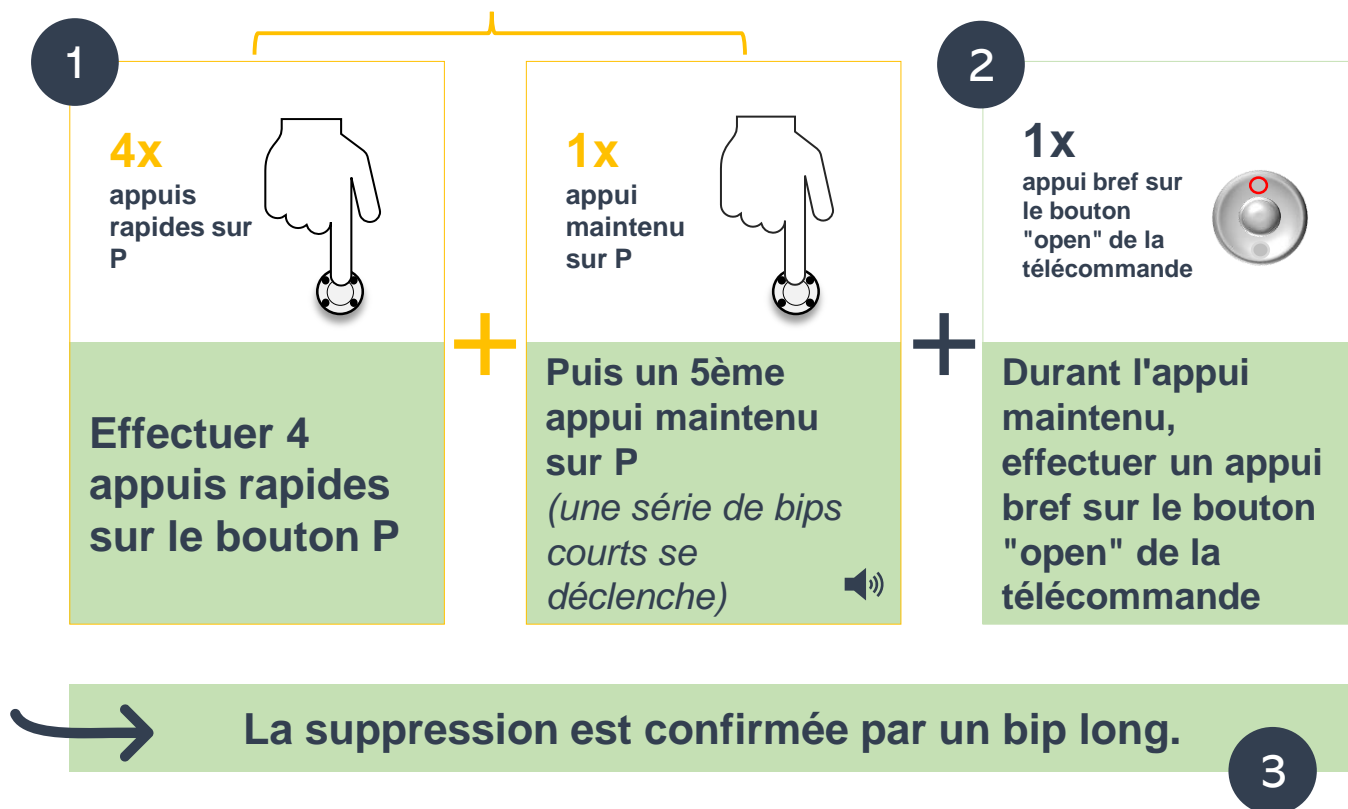 1
4x
appuis
rapides sur
P
1x
appui
maintenu
sur P
2
1x
appui bref sur
le bouton
"open" de la
télécommande
+
+
Effectuer 4
appuis rapides
sur le bouton P
Puis un 5ème
appui maintenu
sur P
(une série de bips
courts se
déclenche)
Durant l'appui
maintenu,
effectuer un appui
bref sur le bouton
"open" de la
télécommande
La suppression est confirmée par un bip long.
3